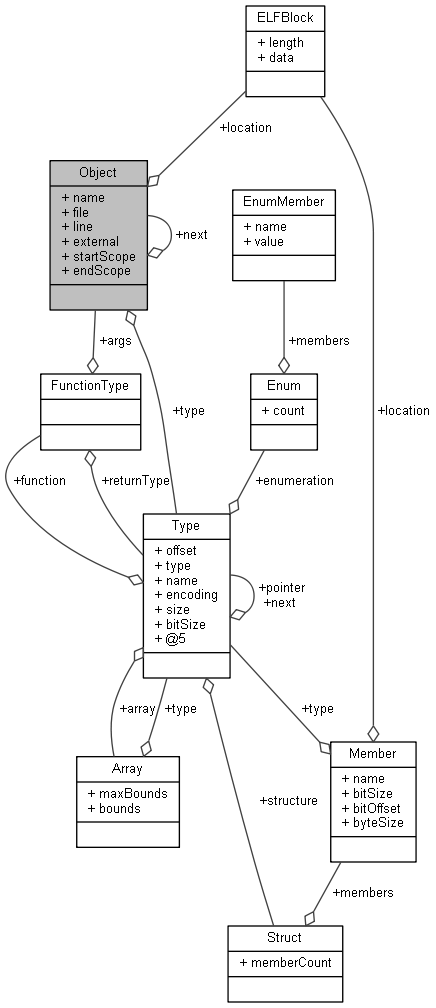 ELFBlock
+ length
+ data
+location
Object
+ name
+ file
+ line
+ external
+ startScope
+ endScope
+next
EnumMember
+ name
+ value
+args
+members
FunctionType
Enum
+ count
+type
+location
+function
+returnType
+enumeration
Type
+ offset
+ type
+ name
+ encoding
+ size
+ bitSize
+ @5
+pointer
+next
+array
+type
+type
Array
+ maxBounds
+ bounds
Member
+ name
+ bitSize
+ bitOffset
+ byteSize
+structure
+members
Struct
+ memberCount